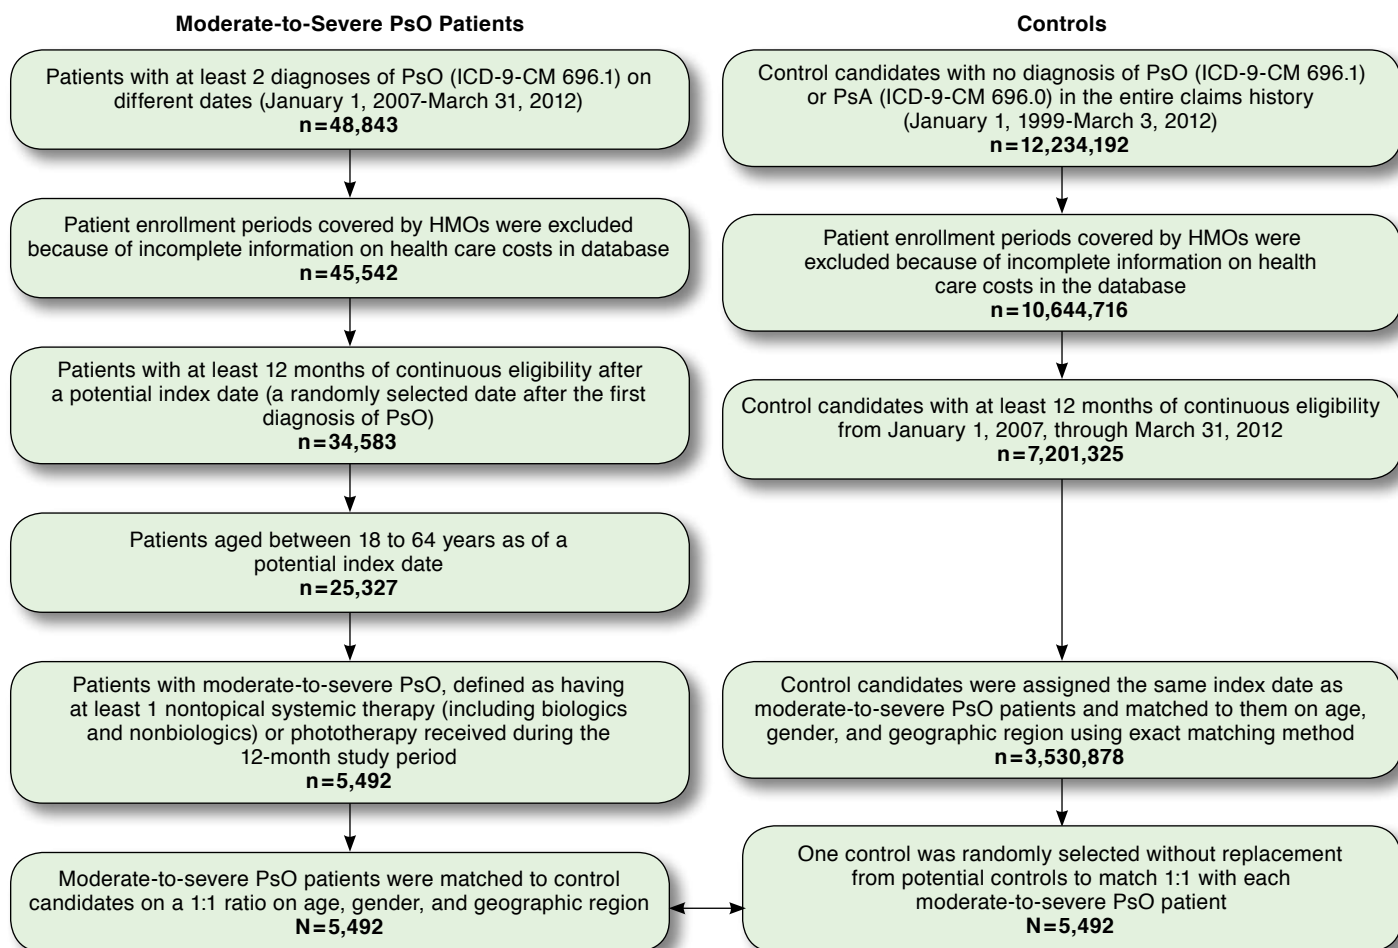 Moderate-to-Severe PsO Patients
Patients with at least 2 diagnoses of PsO (ICD-9-CM 696.1) on
different dates (January 1, 2007-March 31, 2012)
n=48,843
Patient enrollment periods covered by HMOs were excluded
because of incomplete information on health care costs in database
n=45,542
Patients with at least 12 months of continuous eligibility after
a potential index date (a randomly selected date after the first
diagnosis of PsO)
n=34,583
Patients aged between 18 to 64 years as of a
potential index date
n=25,327
Patients with moderate-to-severe PsO, defined as having
at least 1 nontopical systemic therapy (including biologics
and nonbiologics) or phototherapy received during the
12-month study period
n=5,492
Moderate-to-severe PsO patients were matched to control
candidates on a 1:1 ratio on age, gender, and geographic region
N=5,492
Controls
Control candidates with no diagnosis of PsO (ICD-9-CM 696.1)
or PsA (ICD-9-CM 696.0) in the entire claims history
(January 1, 1999-March 3, 2012)
n=12,234,192
Patient enrollment periods covered by HMOs were
excluded because of incomplete information on health
care costs in the database
n=10,644,716
Control candidates with at least 12 months of continuous eligibility
from January 1, 2007, through March 31, 2012
n=7,201,325
Control candidates were assigned the same index date as
moderate-to-severe PsO patients and matched to them on age,
gender, and geographic region using exact matching method
n=3,530,878
One control was randomly selected without replacement
from potential controls to match 1:1 with each
moderate-to-severe PsO patient
N=5,492